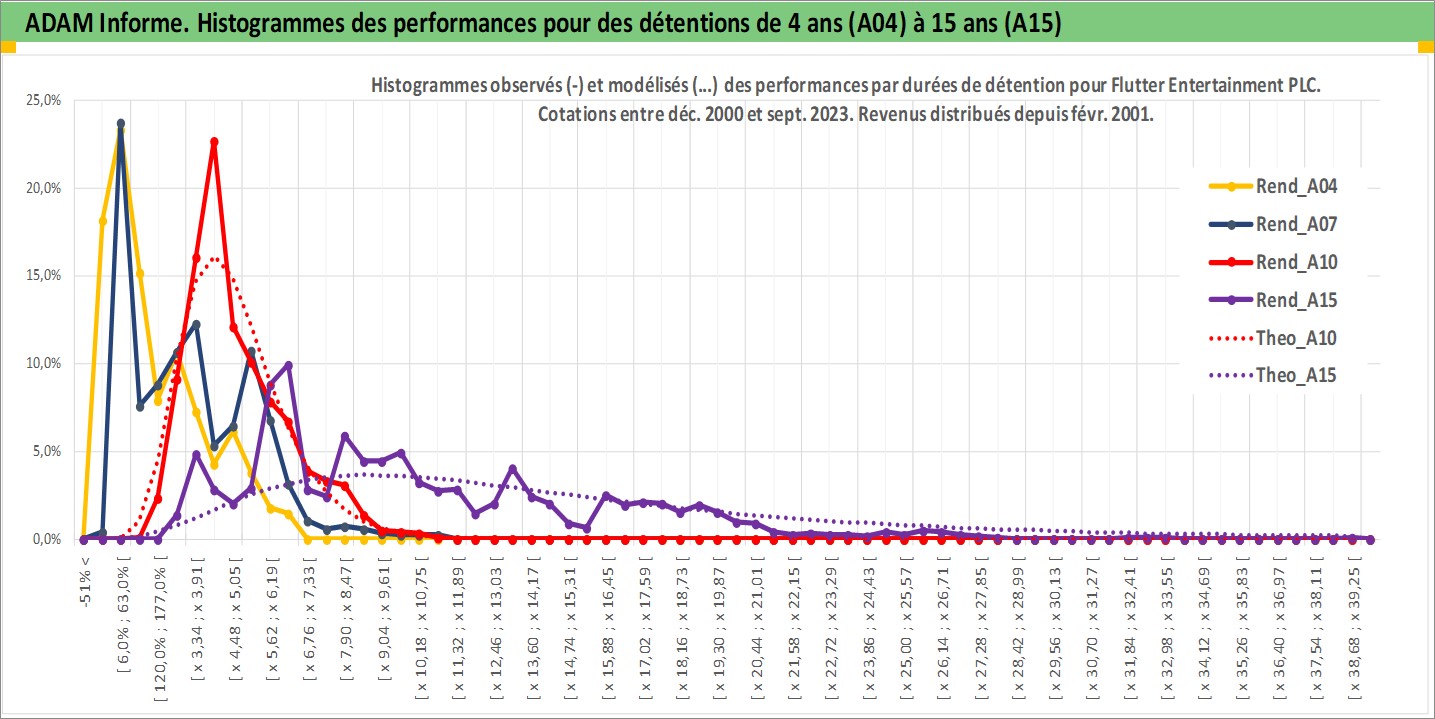 ADAM Informe. Histogrammes des performances pour des détentions de 4 ans (A04) à 15 ans (A15)
Histogrammes observés (-) et modélisés (...) des performances par durées de détention pour Flutter Entertainment PLC.
Cotations entre déc. 2000 et sept. 2023. Revenus distribués depuis févr. 2001.
25,0%
20,0%
15,0%
10,0%
5,0%
0,0%
Rend_A04
Rend_A07
Rend_A10
Rend_A15
Theo_A10
Theo_A15
-51% <
[ 6,0% ; 63,0% [
[ 120,0% ; 177,0% [
[ x 3,34 ; x 3,91 [
[ x 4,48 ; x 5,05 [
[ x 5,62 ; x 6,19 [
[ x 6,76 ; x 7,33 [
[ x 7,90 ; x 8,47 [
[ x 9,04 ; x 9,61 [
[ x 10,18 ; x 10,75 [
[ x 11,32 ; x 11,89 [
[ x 12,46 ; x 13,03 [
[ x 13,60 ; x 14,17 [
[ x 14,74 ; x 15,31 [
[ x 15,88 ; x 16,45 [
[ x 17,02 ; x 17,59 [
[ x 18,16 ; x 18,73 [
[ x 19,30 ; x 19,87 [
[ x 20,44 ; x 21,01 [
[ x 21,58 ; x 22,15 [
[ x 22,72 ; x 23,29 [
[ x 23,86 ; x 24,43 [
[ x 25,00 ; x 25,57 [
[ x 26,14 ; x 26,71 [
[ x 27,28 ; x 27,85 [
[ x 28,42 ; x 28,99 [
[ x 29,56 ; x 30,13 [
[ x 30,70 ; x 31,27 [
[ x 31,84 ; x 32,41 [
[ x 32,98 ; x 33,55 [
[ x 34,12 ; x 34,69 [
[ x 35,26 ; x 35,83 [
[ x 36,40 ; x 36,97 [
[ x 37,54 ; x 38,11 [
[ x 38,68 ; x 39,25 [